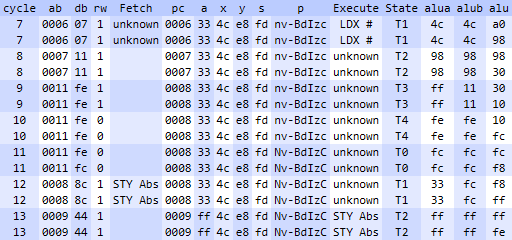 cycle ab db rw Fetch pc a x y s p Execute State alua alub alu
7 0006 07 1 unknown 0006 33 4c e8 fd nv-BdIzc LDX # T1 4c 4c a0
7 0006 07 1 unknown 0006 33 4c e8 fd nv-BdIzc LDX # T1 4c 4c 98
8 0007 11 1 0007 33 4c e8 fd nv-BdIzc unknown T2 98 98 98
8 0007 11 1 0007 33 4c e8 fd nv-BdIzc unknown T2 98 98 30
9 0011 fe 1 0008 33 4c e8 fd nv-BdIzc unknown T3 ff 11 30
9 0011 fe 1 0008 33 4c e8 fd nv-BdIzc unknown T3 ff 11 10
10 0011 fe 0 0008 33 4c e8 fd nv-BdIzc unknown T4 fe fe 10
10 0011 fe 0 0008 33 4c e8 fd nv-BdIzc unknown T4 fe fe fc
11 0011 fe 0 0008 33 4c e8 fd Nv-BdIzC unknown T0 fc fc fc
11 0011 fc 0 0008 33 4c e8 fd Nv-BdIzC unknown T0 fc fc f8
12 0008 8c 1 STY Abs 0008 33 4c e8 fd Nv-BdIzC unknown T1 33 fc f8
12 0008 8c 1 STY Abs 0008 33 4c e8 fd Nv-BdIzC unknown T1 33 fc ff
13 0009 44 1 0009 ff 4c e8 fd Nv-BdIzC STY Abs T2 ff ff ff
13 0009 44 1 0009 ff 4c e8 fd Nv-BdIzC STY Abs T2 ff ff fe